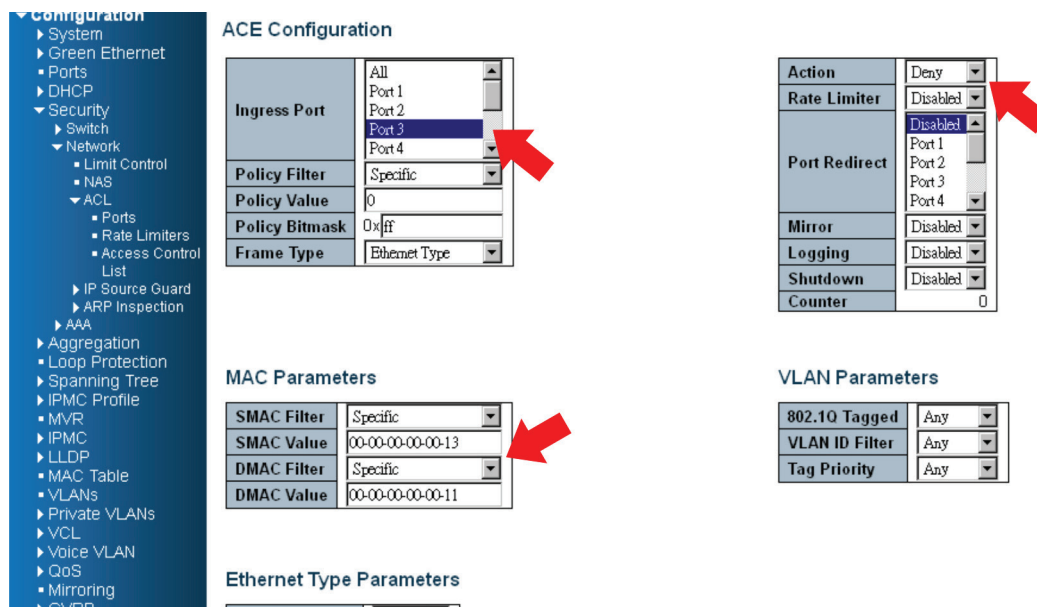 Configuration
System
Green Ethernet
Ports
DHCP
Security
Switch
Network
Limit Control
NAS
ACL
Ports
Rate Limiters
Access Control
List
IP Source Guard
ARP Inspection
AAA
Aggregation
Loop Protection
Spanning Tree
IPMC Profile
MVR
IPMC
LLDP
MAC Table
VLANs
Private VLANs
VCL
Voice VLAN
QoS
Mirroring
ACE Configuration
Ingress Port
All
Port 1
Port 2
Port 3
Port 4
Policy Filter Specific
Policy Value 0
Policy Bitmask 0xff
Frame Type Ethernet Type
Action Deny
Rate Limiter Disabled
Port Redirect
Disabled
Port 1
Port 2
Port 3
Port 4
Mirror Disabled
Logging Disabled
Shutdown Disabled
Counter 0
MAC Parameters
SMAC Filter Specific
SMAC Value 00-00-00-00-00-13
DMAC Filter Specific
DMAC Value 00-00-00-00-00-11
VLAN Parameters
802.1Q Tagged Any
VLAN ID Filter Any
Tag Priority Any
Ethernet Type Parameters